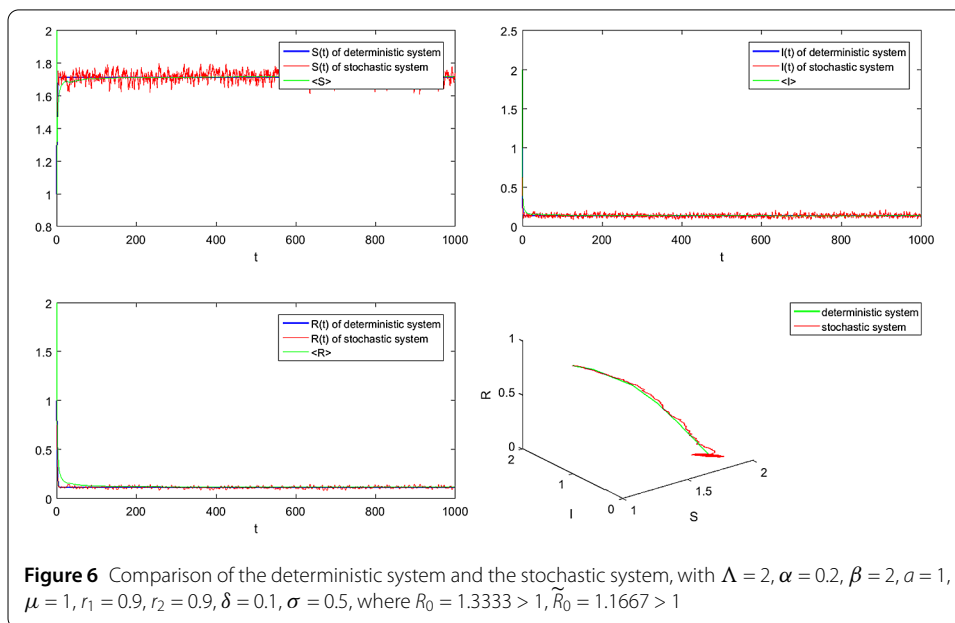 2
1.8
1.6
1.4
1.2
1
0.8
0
200
400
600
800
1000
t
S(t) of deterministic system
S(t) of stochastic system
<S>
2.5
2
1.5
1
0.5
0
0
200
400
600
800
1000
t
I(t) of deterministic system
I(t) of stochastic system
<I>
2
1.5
1
0.5
0
0
200
400
600
800
1000
t
R(t) of deterministic system
R(t) of stochastic system
<R>
deterministic system
stochastic system
1
0.5
0
R
2
1
0
I
1
1.5
2
S
Figure 6 Comparison of the deterministic system and the stochastic system, with Λ = 2, α = 0.2, β = 2, a = 1,
μ = 1, r₁ = 0.9, r₂ = 0.9, δ = 0.1, σ = 0.5, where R₀ = 1.3333 > 1, R̃₀ = 1.1667 > 1